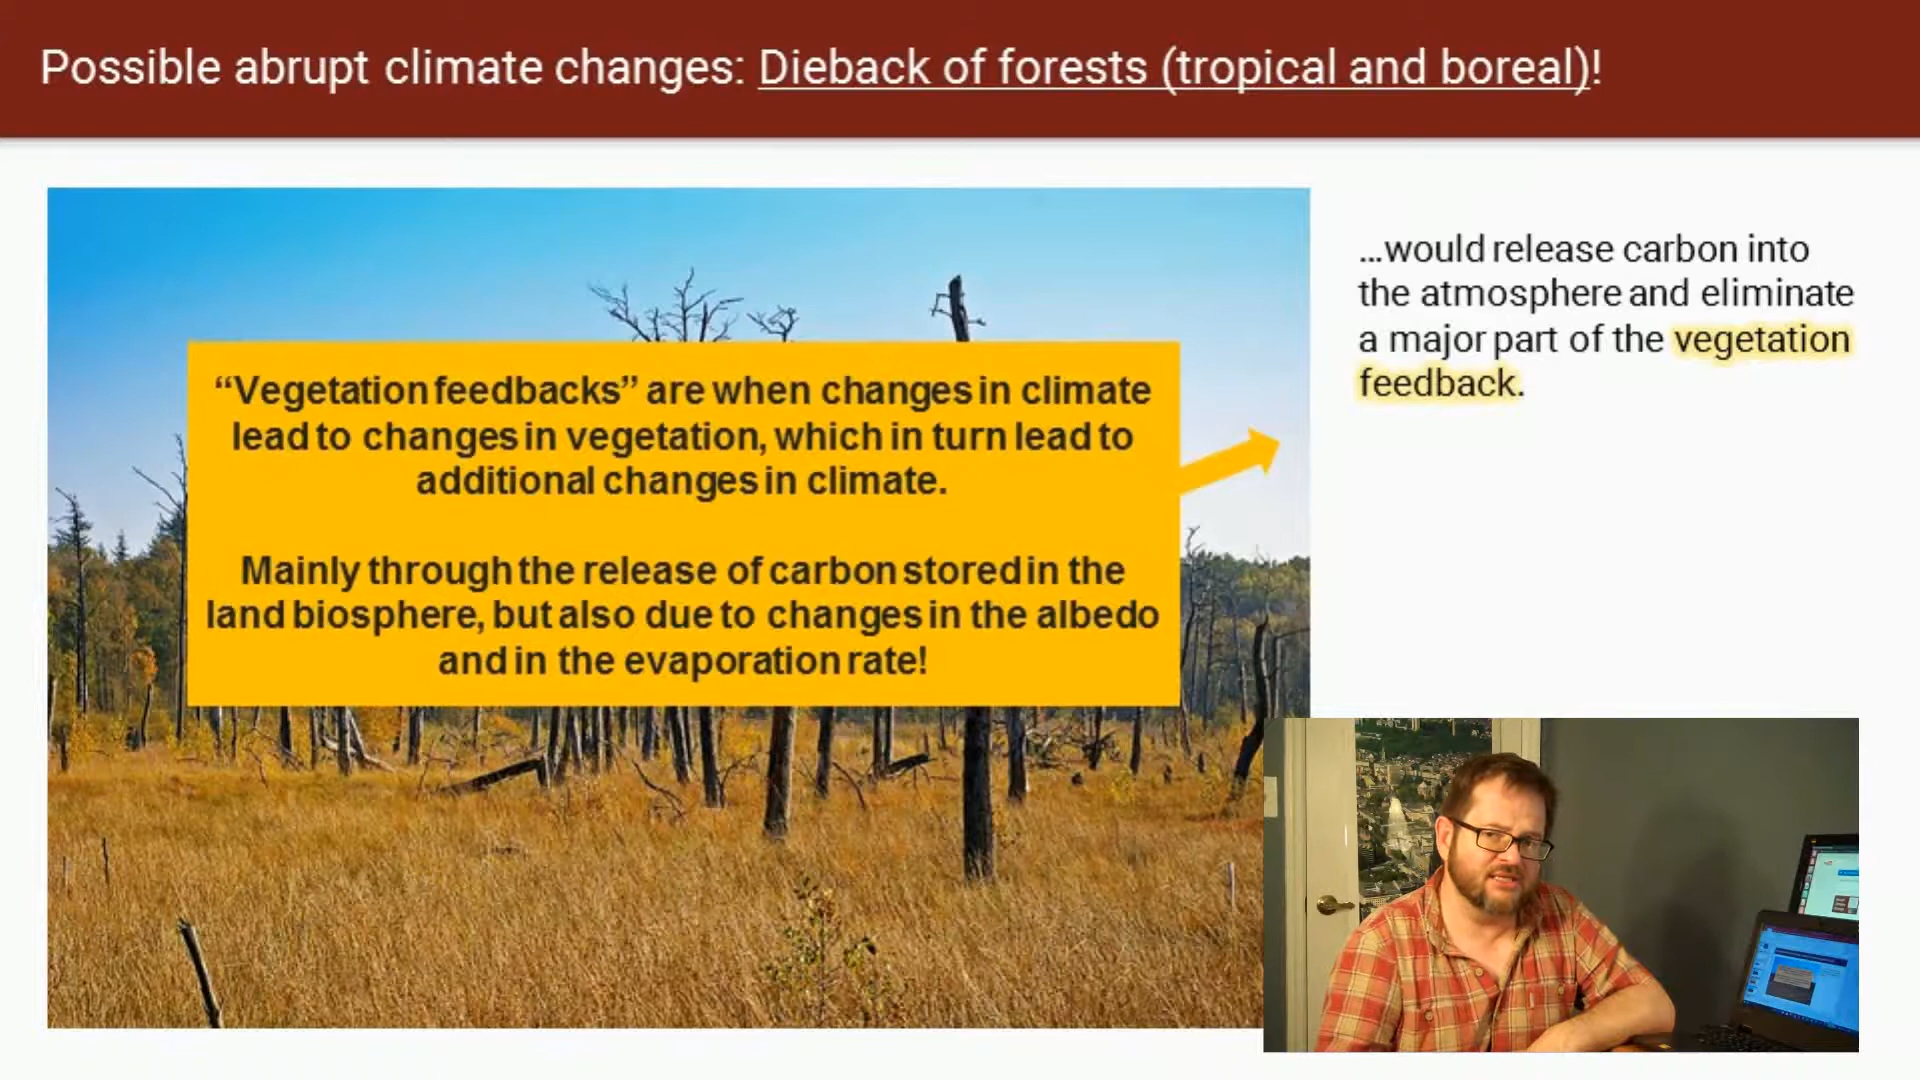 Possible abrupt climate changes: Dieback of forests (tropical and boreal)!
“Vegetation feedbacks” are when changes in climate
lead to changes in vegetation, which in turn lead to
additional changes in climate.
Mainly through the release of carbon stored in the
land biosphere, but also due to changes in the albedo
and in the evaporation rate!
...would release carbon into
the atmosphere and eliminate
a major part of the vegetation
feedback.